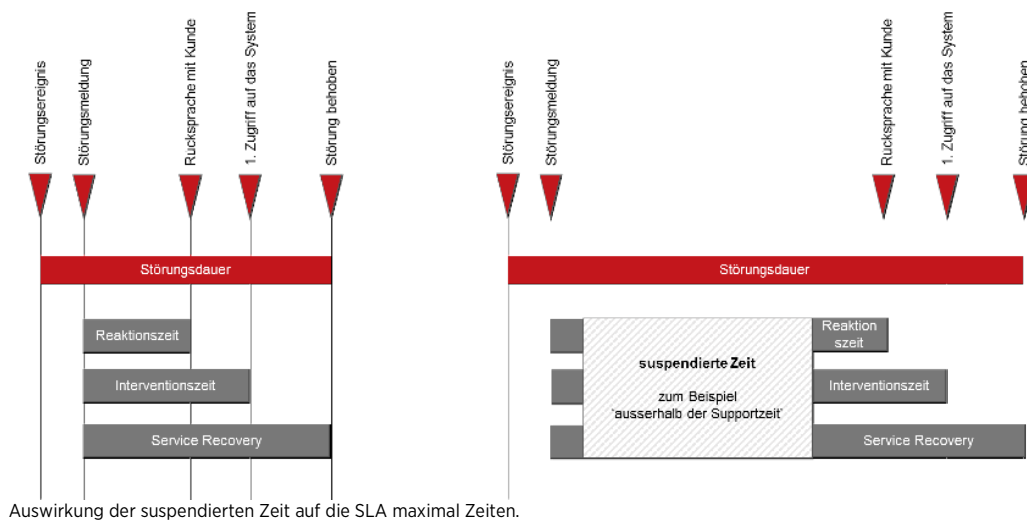 Störungsereignis
Störungsmeldung
Rücksprache mit Kunde
1. Zugriff auf das System
Störung behoben
Störungsdauer
Reaktionszeit
Interventionszeit
Service Recovery
Störungsereignis
Störungsmeldung
Rücksprache mit Kunde
1. Zugriff auf das System
Störung behoben
Störungsdauer
suspendierte Zeit
zum Beispiel
'ausserhalb der Supportzeit'
Reaktion
szeit
Interventionszeit
Service Recovery
Auswirkung der suspendierten Zeit auf die SLA maximal Zeiten.